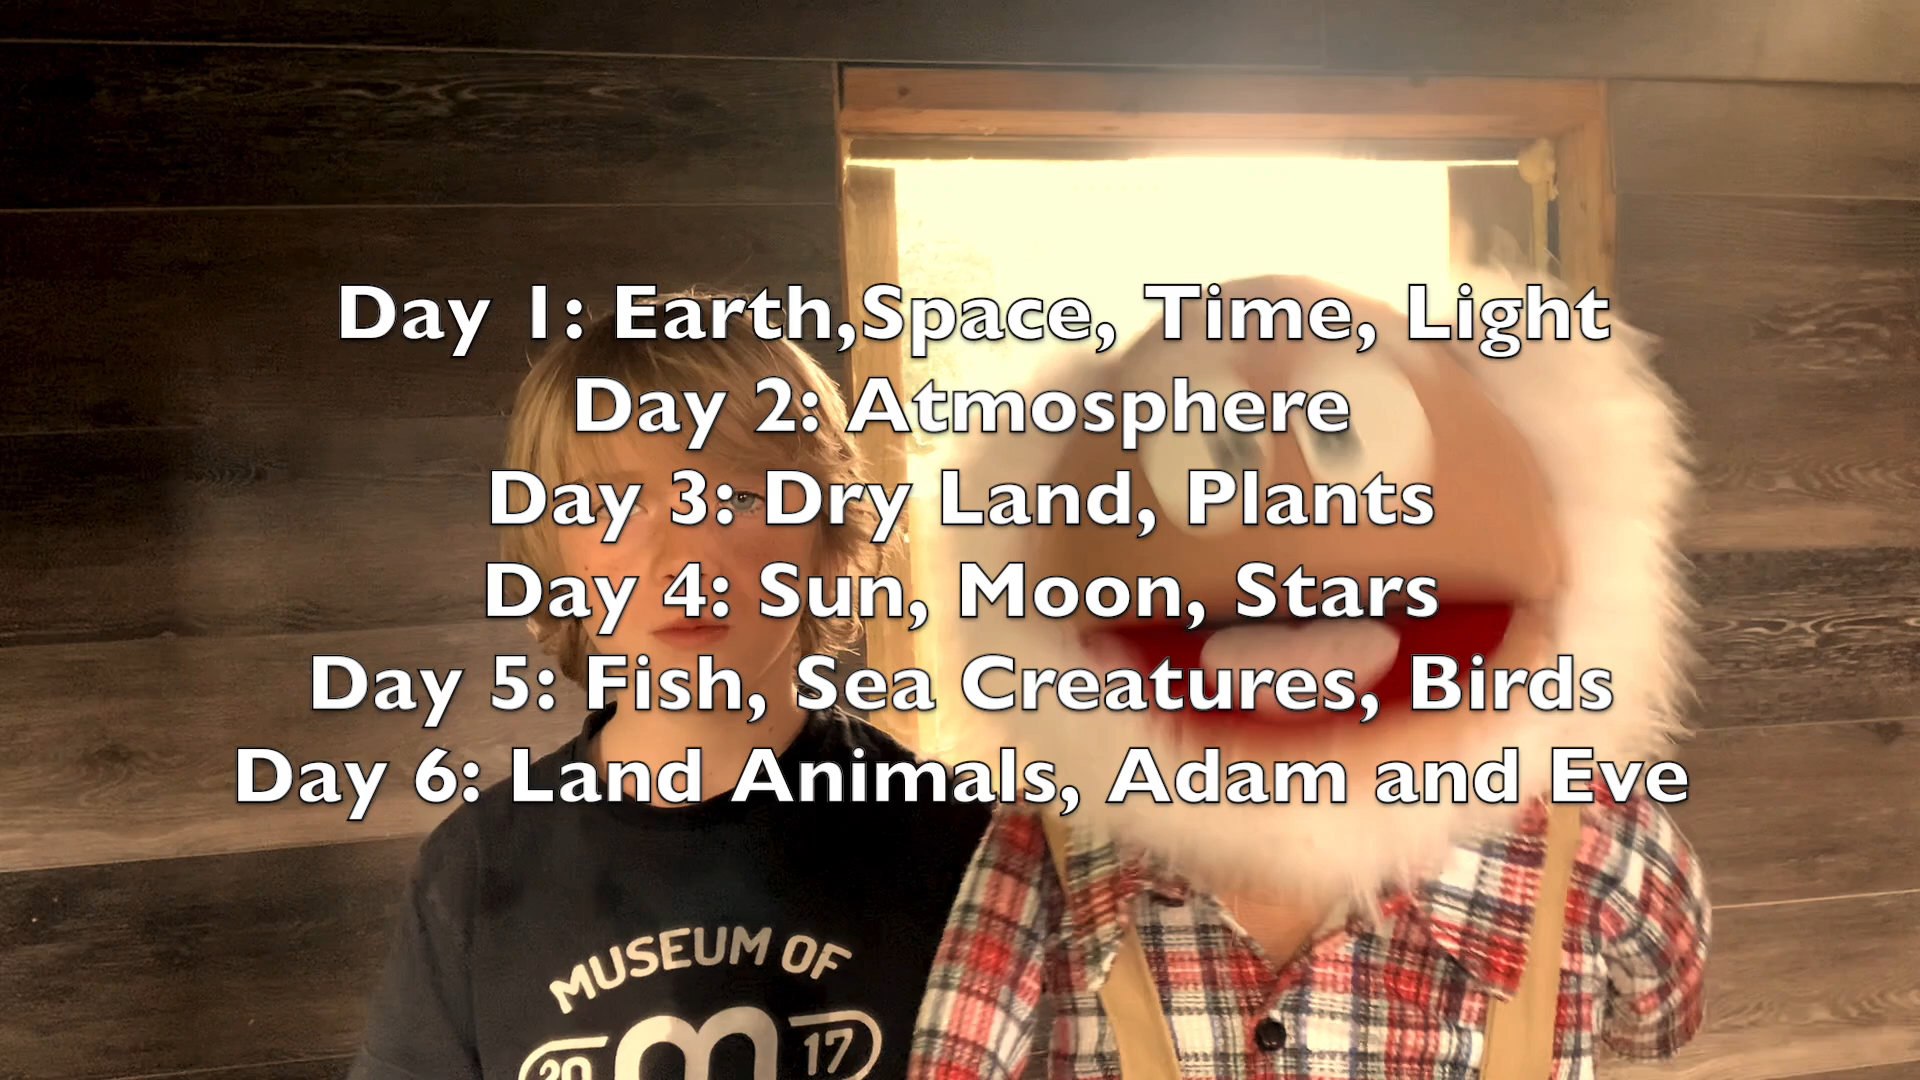 Day 1: Earth,Space, Time, Light
Day 2: Atmosphere
Day 3: Dry Land, Plants
Day 4: Sun, Moon, Stars
Day 5: Fish, Sea Creatures, Birds
Day 6: Land Animals, Adam and Eve
MUSEUM OF
20 m 17